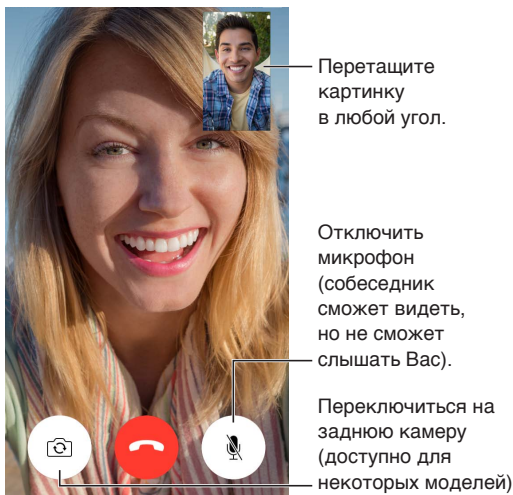 Перетащите
картинку
в любой угол.
Отключить
микрофон
(собеседник
сможет видеть,
но не сможет
слышать Вас).
Переключиться на
заднюю камеру
(доступно для
некоторых моделей)